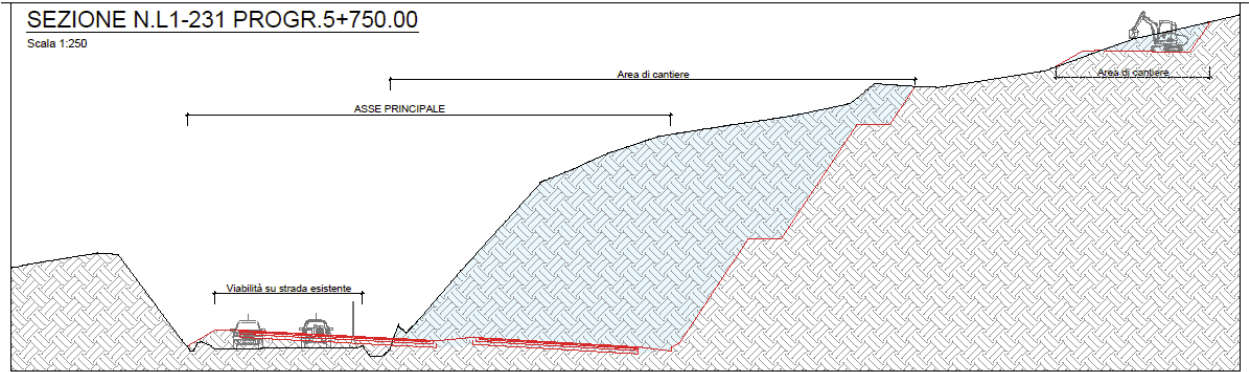 SEZIONE N.L1-231 PROGR.5+750.00
Scala 1:250
Area di cantiere
Area di cantiere
ASSE PRINCIPALE
Viabilità su strada esistente